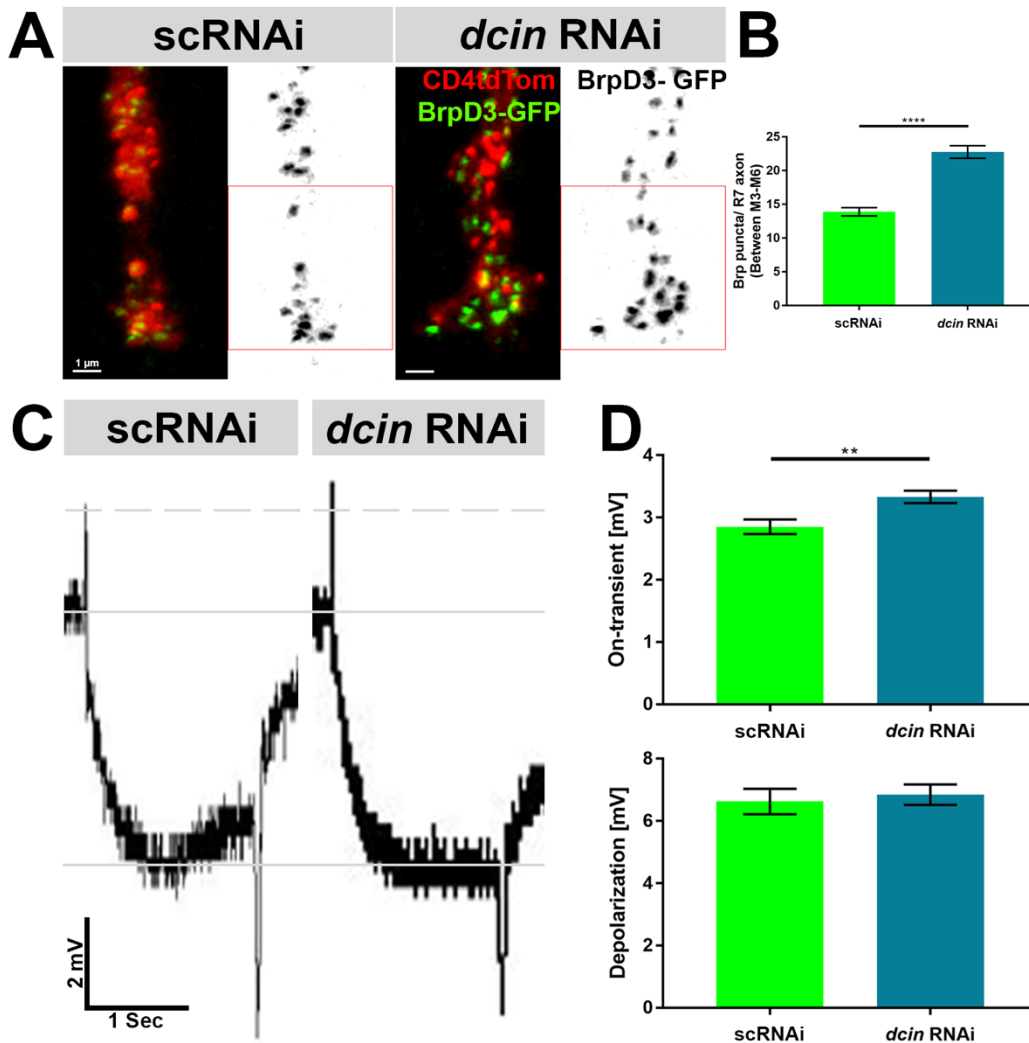 A
scRNAi
dcin RNAi
CD4tdTom
BrpD3-GFP
BrpD3- GFP
1 µm
B
****
Brp puncta/ R7 axon
(Between M3-M6)
25
20
15
10
5
0
scRNAi
dcin RNAi
C
scRNAi
dcin RNAi
2 mV
1 Sec
D
**
On-transient [mV]
4
3
2
1
0
scRNAi
dcin RNAi
Depolarization [mV]
8
6
4
2
0
scRNAi
dcin RNAi